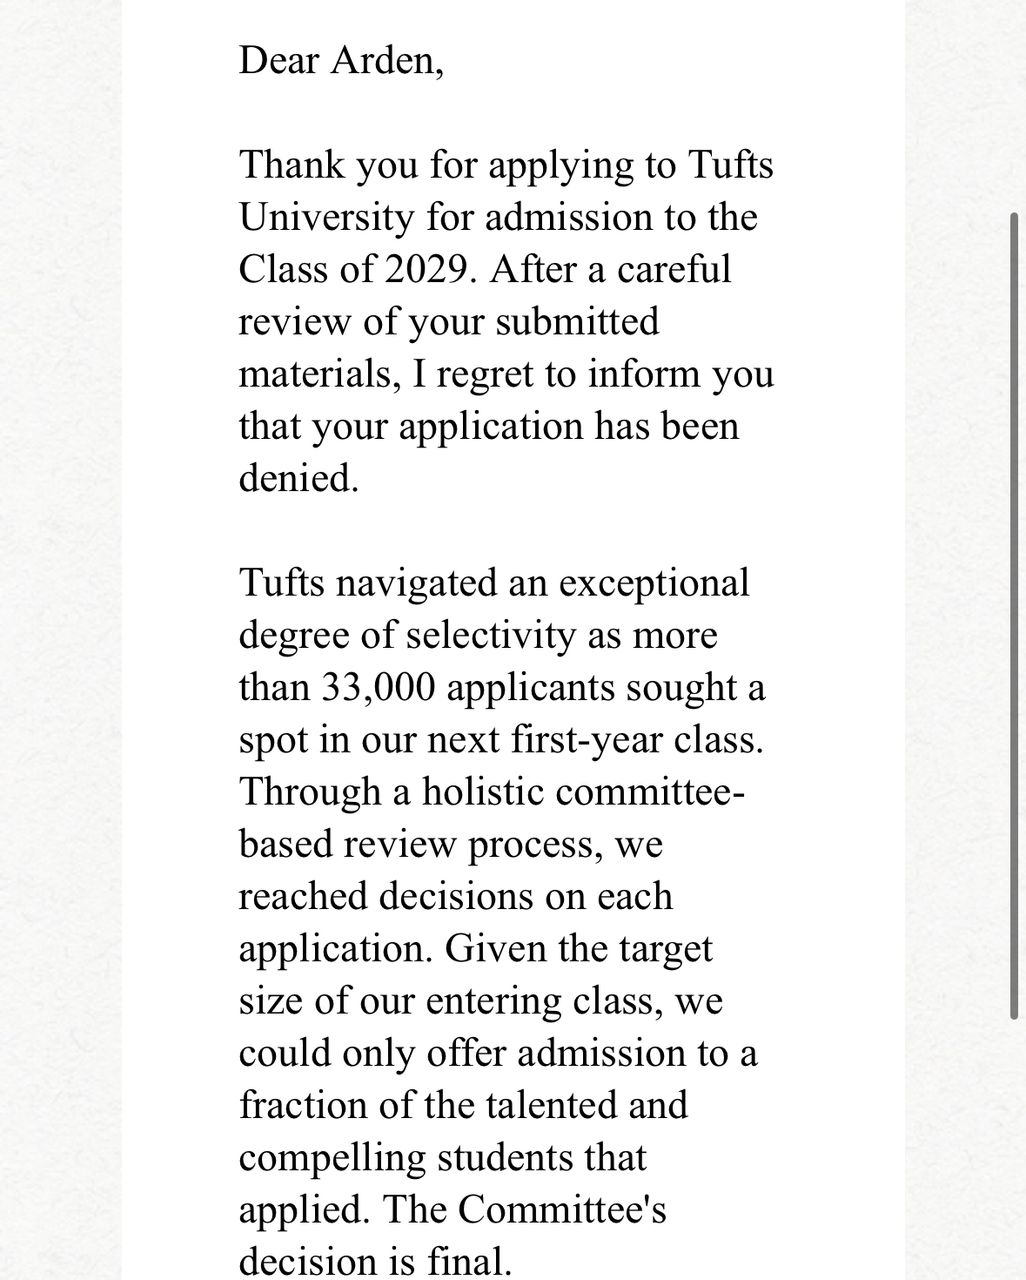 Dear Arden,
Thank you for applying to Tufts
University for admission to the
Class of 2029. After a careful
review of your submitted
materials, I regret to inform you
that your application has been
denied.
Tufts navigated an exceptional
degree of selectivity as more
than 33,000 applicants sought a
spot in our next first-year class.
Through a holistic committee-
based review process, we
reached decisions on each
application. Given the target
size of our entering class, we
could only offer admission to a
fraction of the talented and
compelling students that
applied. The Committee's
decision is final.